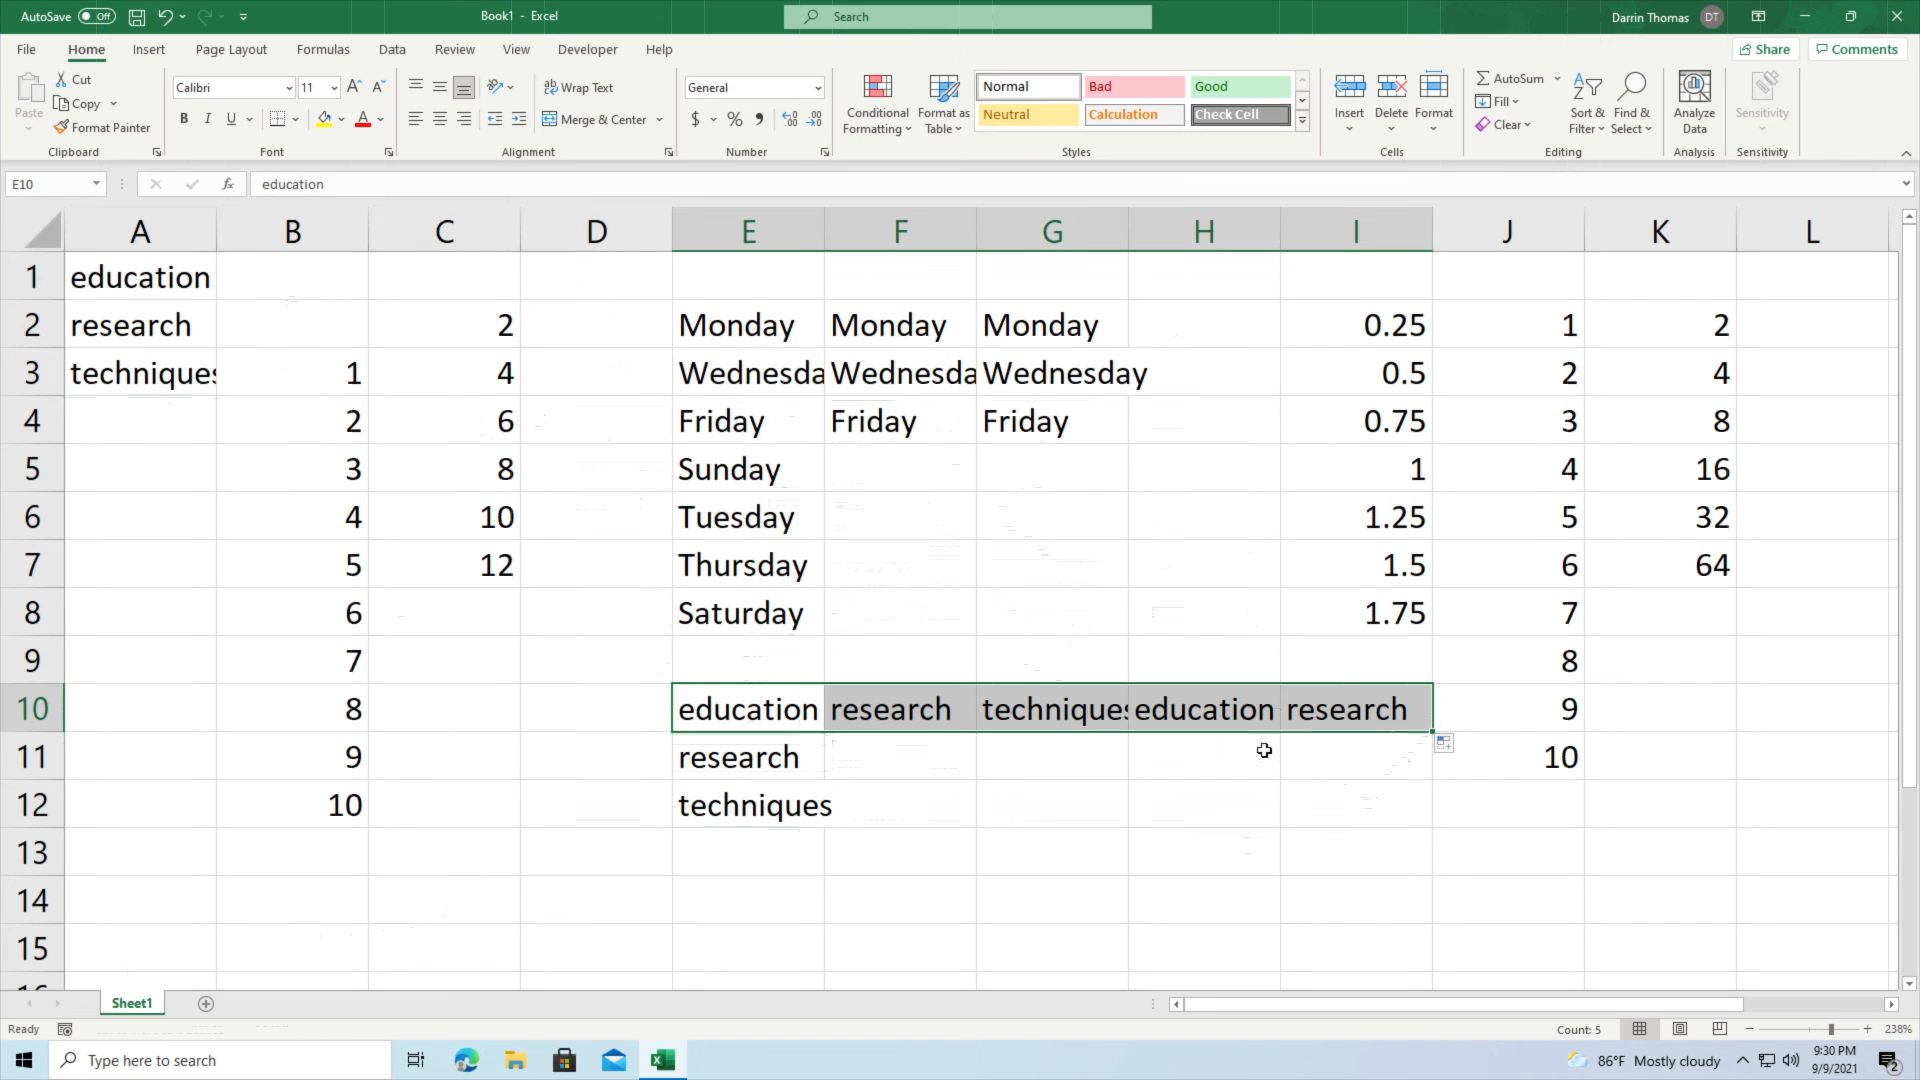 AutoSave Off Book1 - Excel Search Darrin Thomas DT
File Home Insert Page Layout Formulas Data Review View Developer Help Share Comments
Paste Cut Copy Format Painter Clipboard
Calibri 11 B I U A Font
Wrap Text Merge & Center Alignment
General $ % Number
Conditional Formatting Format as Table Normal Bad Good Neutral Calculation Check Cell Styles
Insert Delete Format Cells
AutoSum Fill Clear Sort & Filter Find & Select Editing
Analyze Data Analysis
Sensitivity Sensitivity
E10 fx education
A B C D E F G H I J K L
1 education
2 research 2 Monday Monday Monday 0.25 1 2
3 techniques 1 4 Wednesda Wednesda Wednesday 0.5 2 4
4 2 6 Friday Friday Friday 0.75 3 8
5 3 8 Sunday 1 4 16
6 4 10 Tuesday 1.25 5 32
7 5 12 Thursday 1.5 6 64
8 6 Saturday 1.75 7
9 7 8
10 8 education research techniques education research 9
11 9 research 10
12 10 techniques
13
14
15
16
Sheet1
Ready Count: 5 238%
Type here to search 86°F Mostly cloudy 9:30 PM
9/9/2021 2